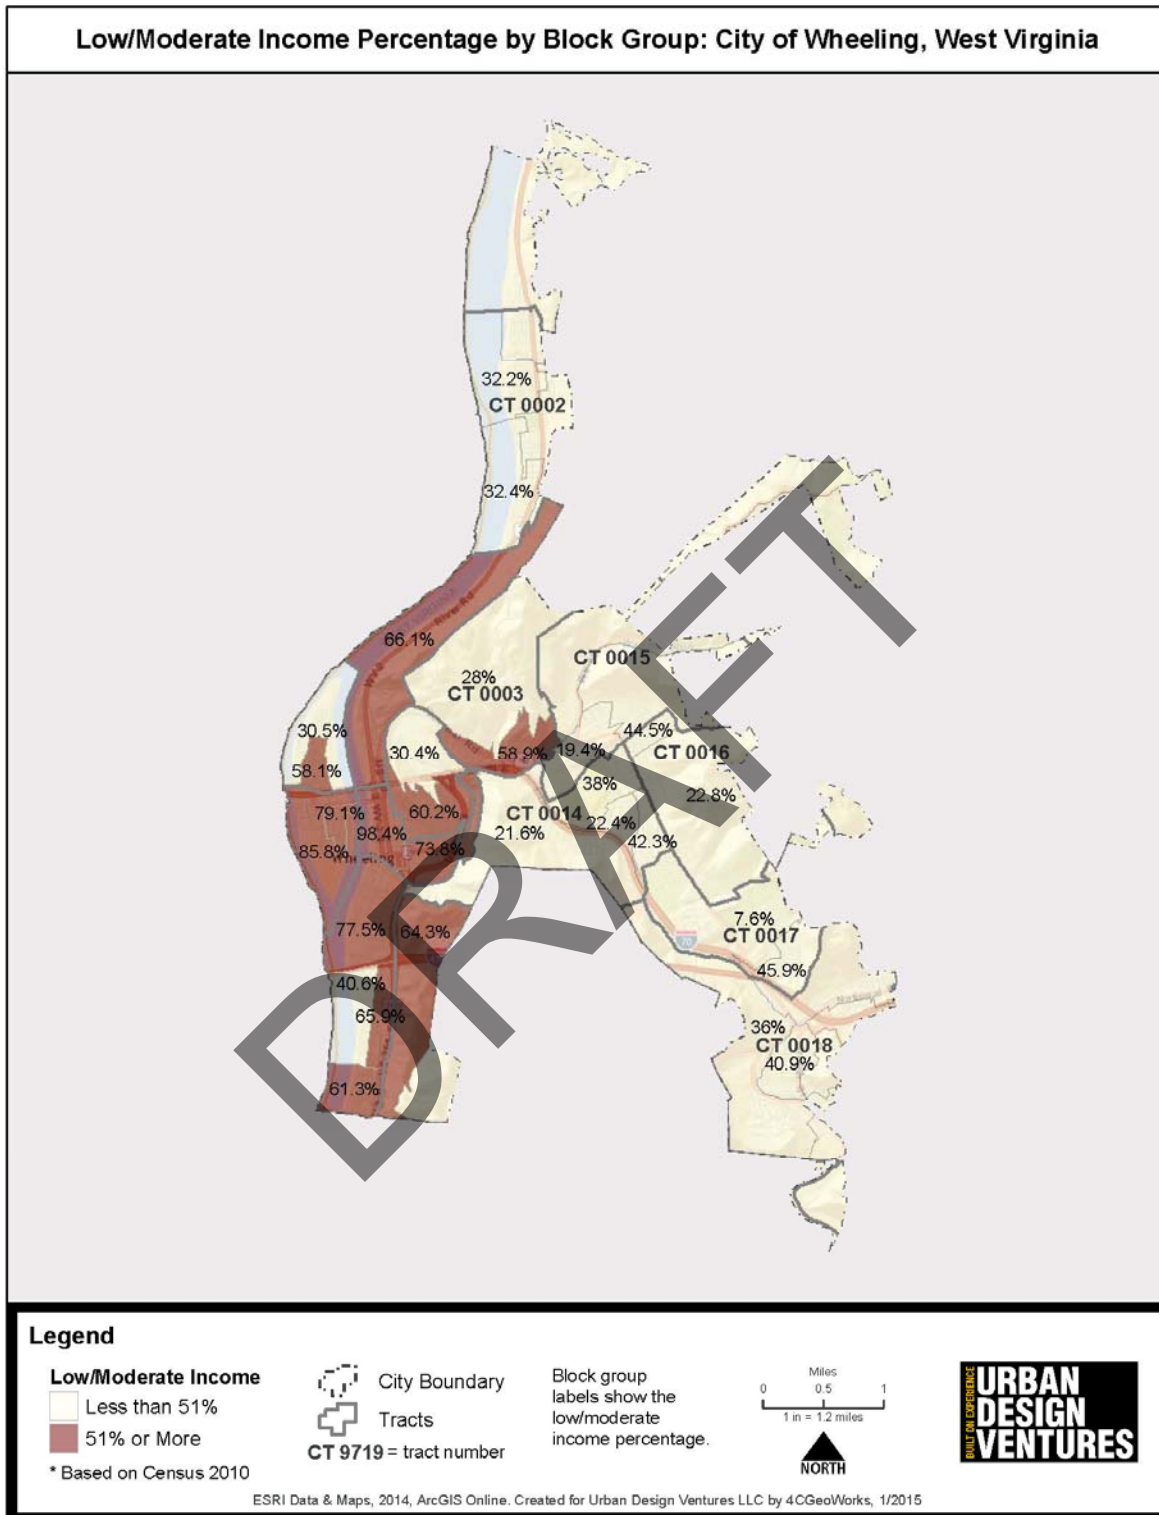 Low/Moderate Income Percentage by Block Group: City of Wheeling, West Virginia
32.2%
CT 0002
32.4%
River Rd
66.1%
CT 0015
28%
CT 0003
30.5%
44.5%
30.4%
58.9%
19.4%
CT 0016
58.1%
38%
22.8%
79.1%
60.2%
CT 0014
22.4%
98.4%
21.6%
42.3%
85.8%
73.8%
Wheeling
7.6%
77.5%
64.3%
CT 0017
70
45.9%
40.6%
65.9%
36%
CT 0018
40.9%
61.3%
DRAFT
Legend
Low/Moderate Income
Less than 51%
51% or More
* Based on Census 2010
City Boundary
Tracts
CT 9719 = tract number
Block group
labels show the
low/moderate
income percentage.
Miles
0 0.5 1
1 in = 1.2 miles
NORTH
BUILT ON EXPERIENCE
URBAN
DESIGN
VENTURES
ESRI Data & Maps, 2014, ArcGIS Online. Created for Urban Design Ventures LLC by 4CGeoWorks, 1/2015